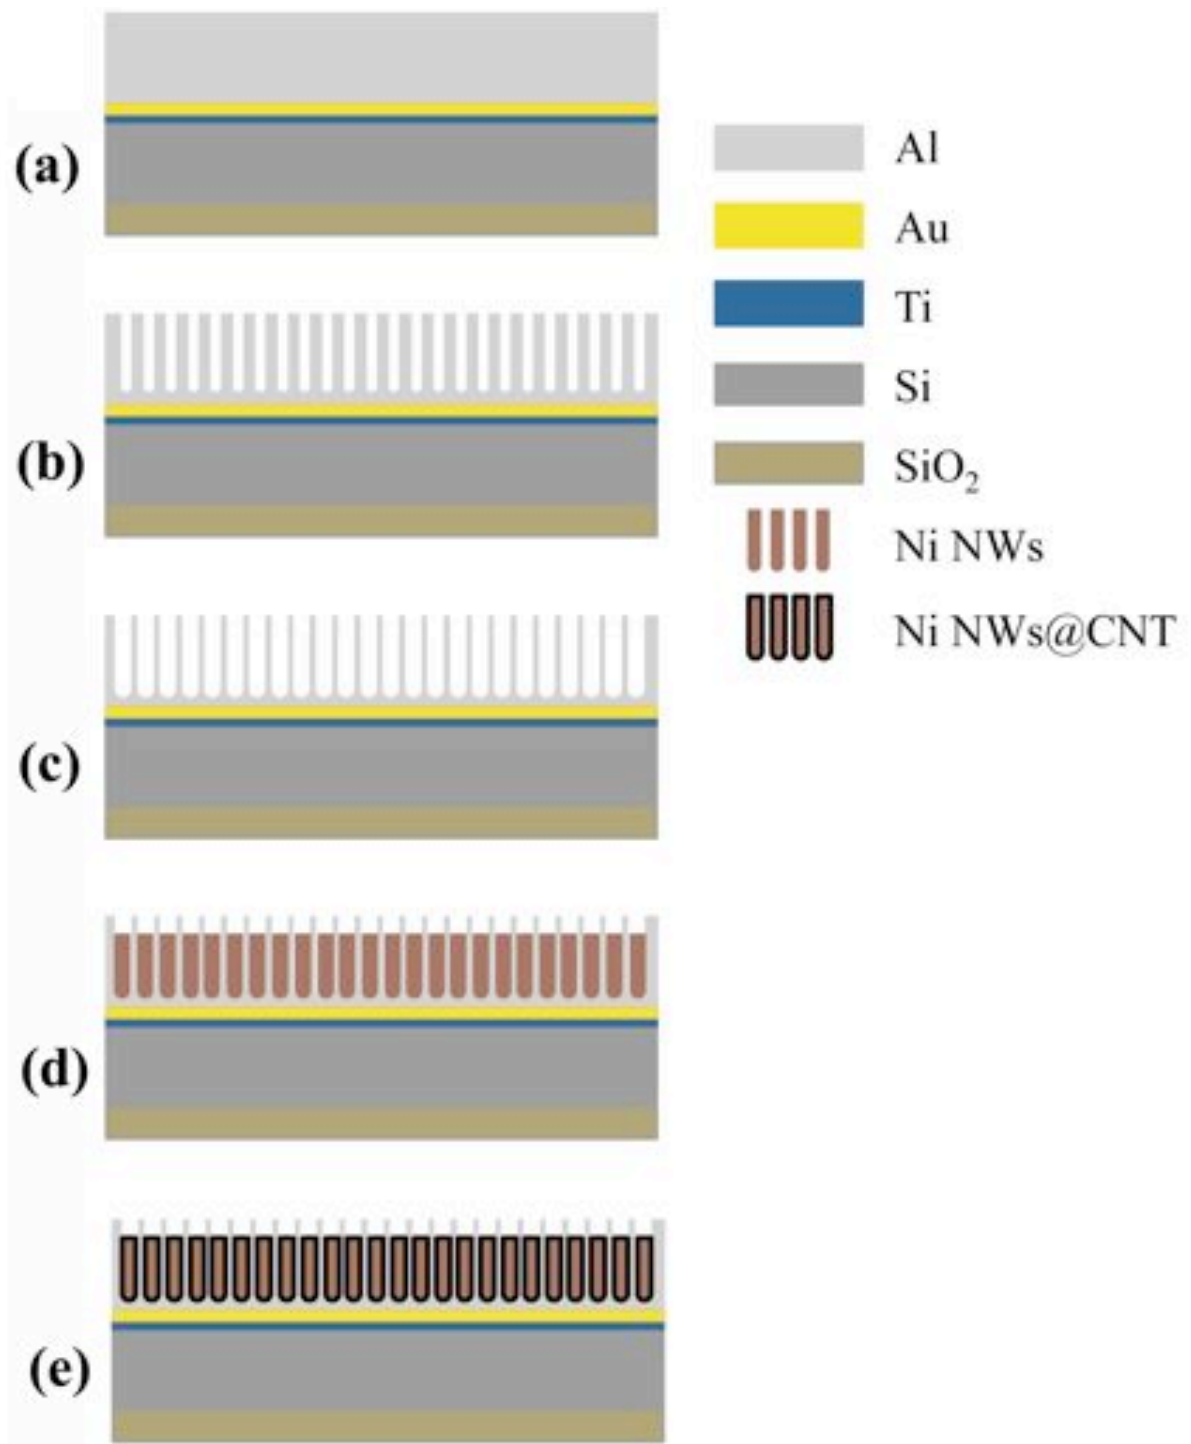 (a)
Al
Au
Ti
Si
(b)
SiO₂
Ni NWs
Ni NWs@CNT
(c)
(d)
(e)